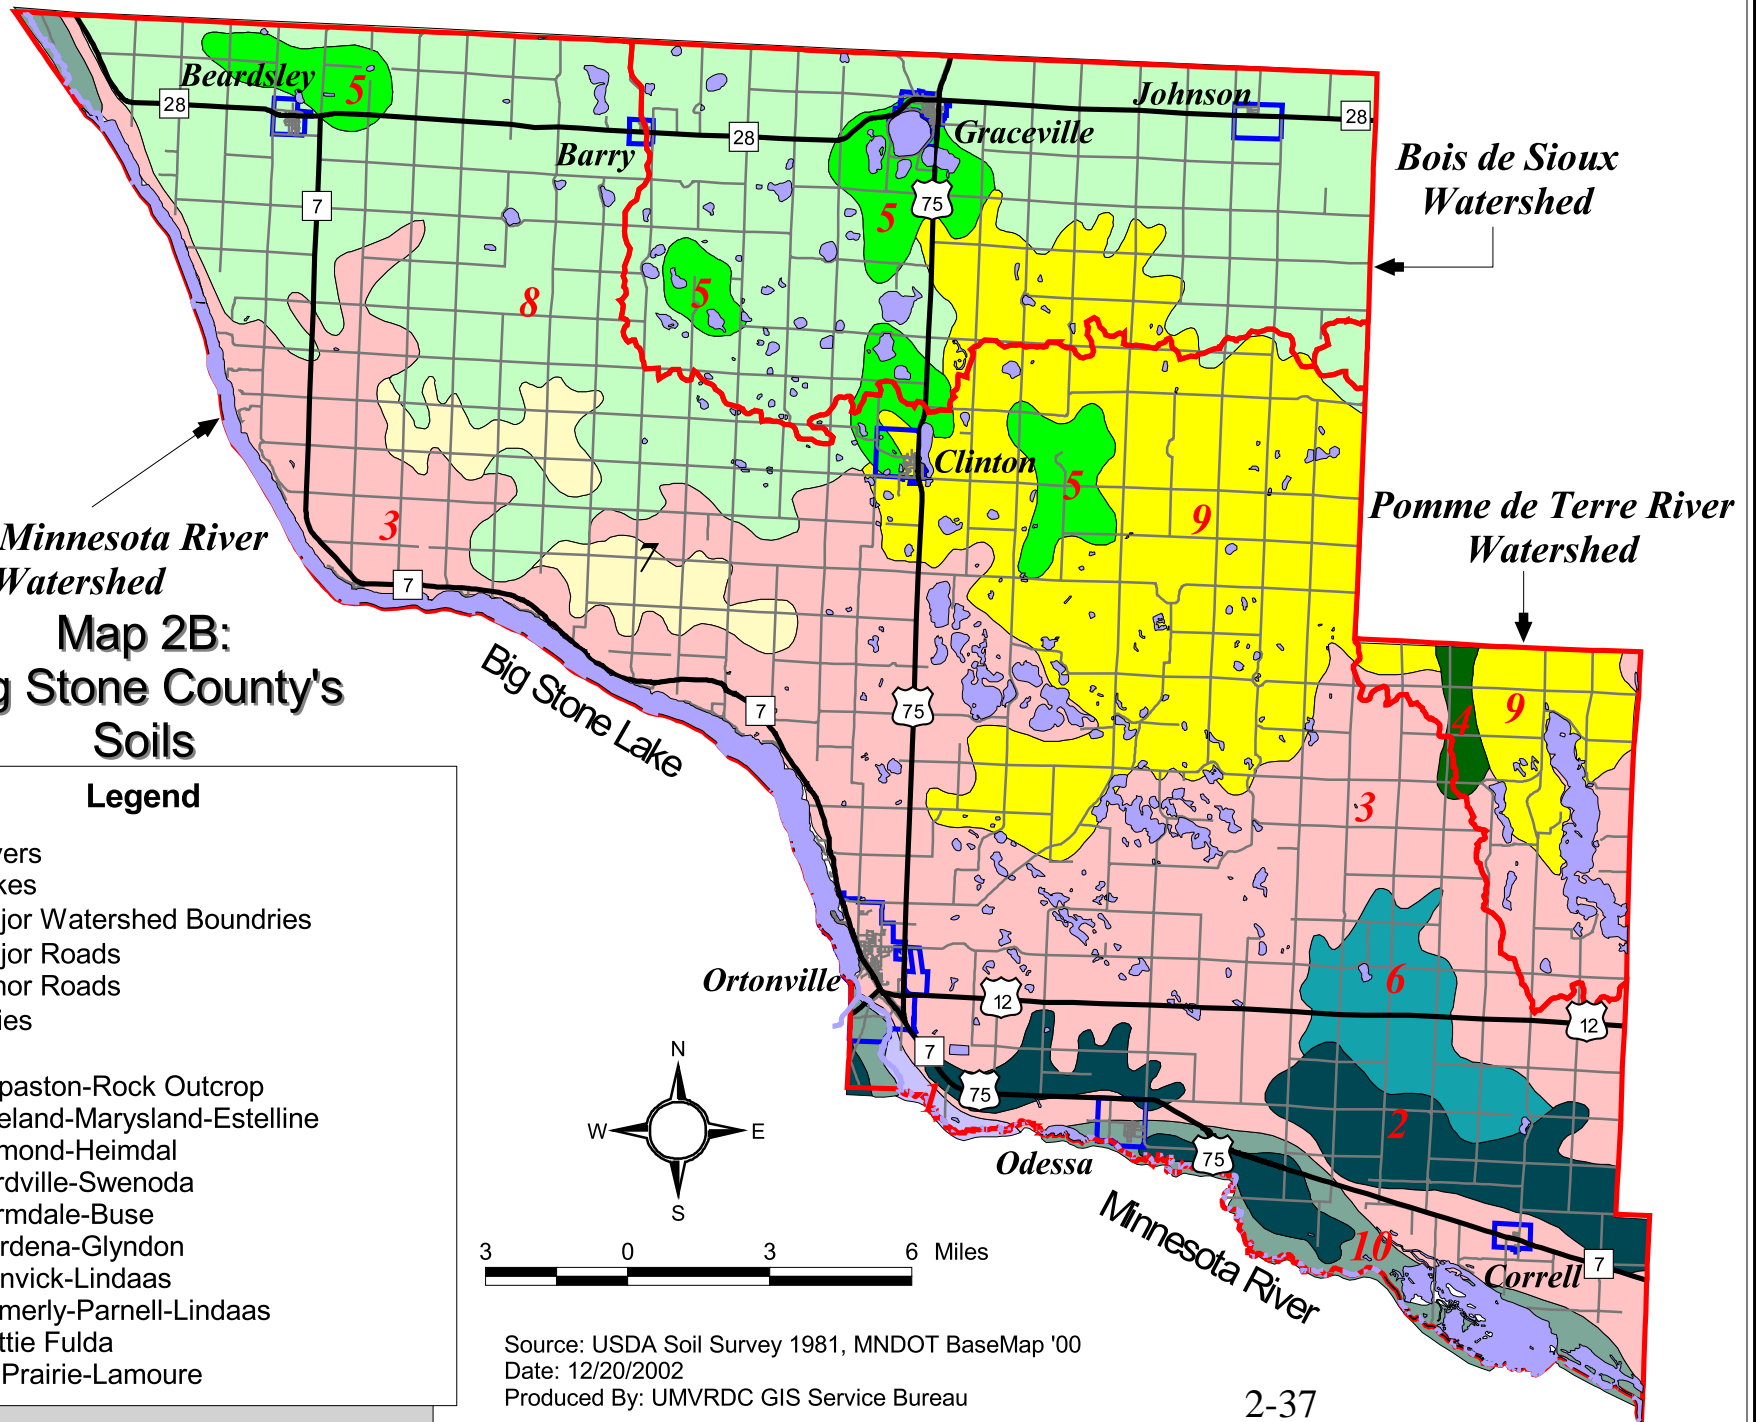 Beardsley
5
28
Barry
28
Graceville
Johnson
28
7
75
5
5
8
Bois de Sioux
Watershed
Clinton
5
9
3
7
7
Minnesota River
Watershed
Pomme de Terre River
Watershed
Map 2B:
g Stone County's
Soils
Big Stone Lake
7
75
4
9
3
Legend
vers
kes
jor Watershed Boundries
jor Roads
nor Roads
ies
paston-Rock Outcrop
eland-Marysland-Estelline
mond-Heimdal
rdville-Swenoda
rmdale-Buse
rdena-Glyndon
nvick-Lindaas
merly-Parnell-Lindaas
ttie Fulda
Prairie-Lamoure
Ortonville
12
6
12
7
75
1
2
Odessa
75
Minnesota River
10
Correll
7
N
W E
S
3 0 3 6 Miles
Source: USDA Soil Survey 1981, MNDOT BaseMap '00
Date: 12/20/2002
Produced By: UMVRDC GIS Service Bureau
2-37